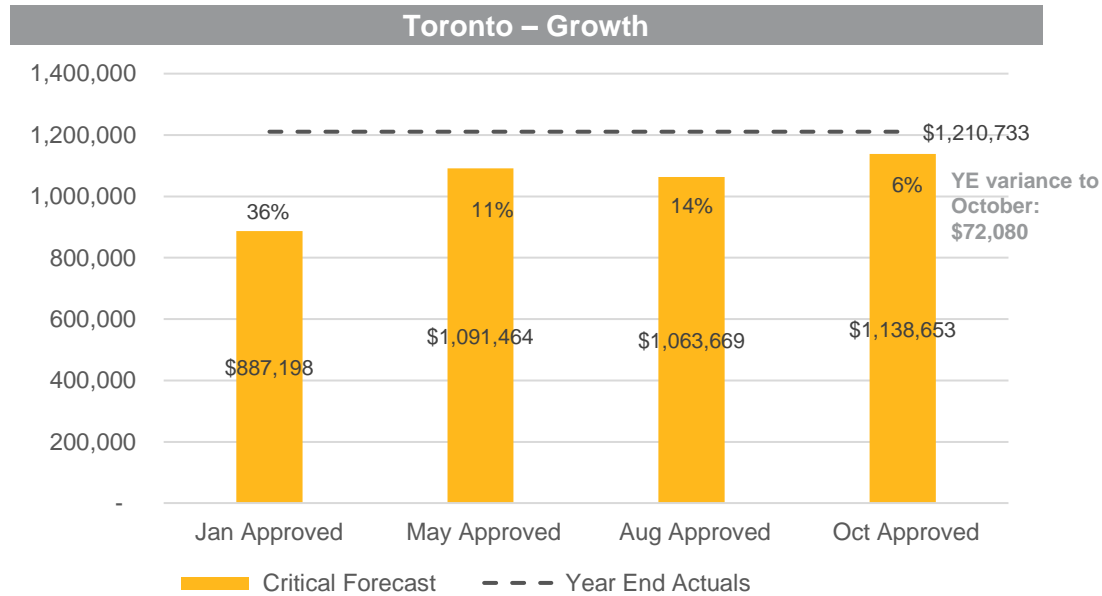 Toronto – Growth
1,400,000
1,200,000
1,000,000
800,000
600,000
400,000
200,000
-
$1,210,733
36%
11%
14%
6%
YE variance to
October:
$72,080
$887,198
$1,091,464
$1,063,669
$1,138,653
Jan Approved
May Approved
Aug Approved
Oct Approved
Critical Forecast
Year End Actuals